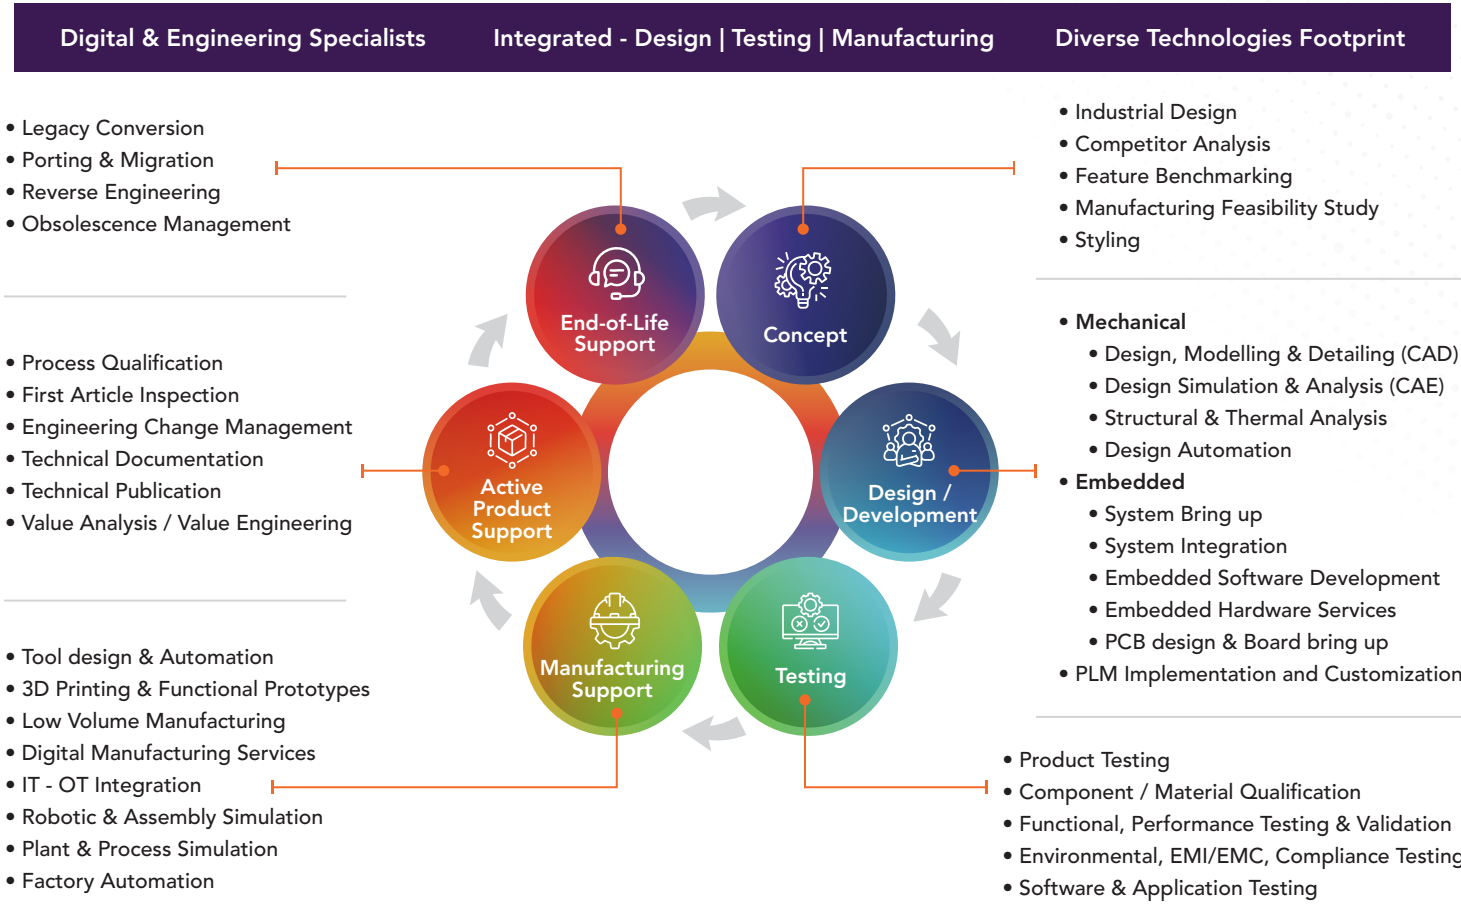 Digital & Engineering Specialists
Integrated - Design | Testing | Manufacturing
Diverse Technologies Footprint
• Legacy Conversion
• Porting & Migration
• Reverse Engineering
• Obsolescence Management
• Process Qualification
• First Article Inspection
• Engineering Change Management
• Technical Documentation
• Technical Publication
• Value Analysis / Value Engineering
• Tool design & Automation
• 3D Printing & Functional Prototypes
• Low Volume Manufacturing
• Digital Manufacturing Services
• IT - OT Integration
• Robotic & Assembly Simulation
• Plant & Process Simulation
• Factory Automation
End-of-Life
Support
Concept
Active
Product
Support
Design /
Development
Manufacturing
Support
Testing
• Industrial Design
• Competitor Analysis
• Feature Benchmarking
• Manufacturing Feasibility Study
• Styling
• Mechanical
• Design, Modelling & Detailing (CAD)
• Design Simulation & Analysis (CAE)
• Structural & Thermal Analysis
• Design Automation
• Embedded
• System Bring up
• System Integration
• Embedded Software Development
• Embedded Hardware Services
• PCB design & Board bring up
• PLM Implementation and Customization
• Product Testing
• Component / Material Qualification
• Functional, Performance Testing & Validation
• Environmental, EMI/EMC, Compliance Testing
• Software & Application Testing